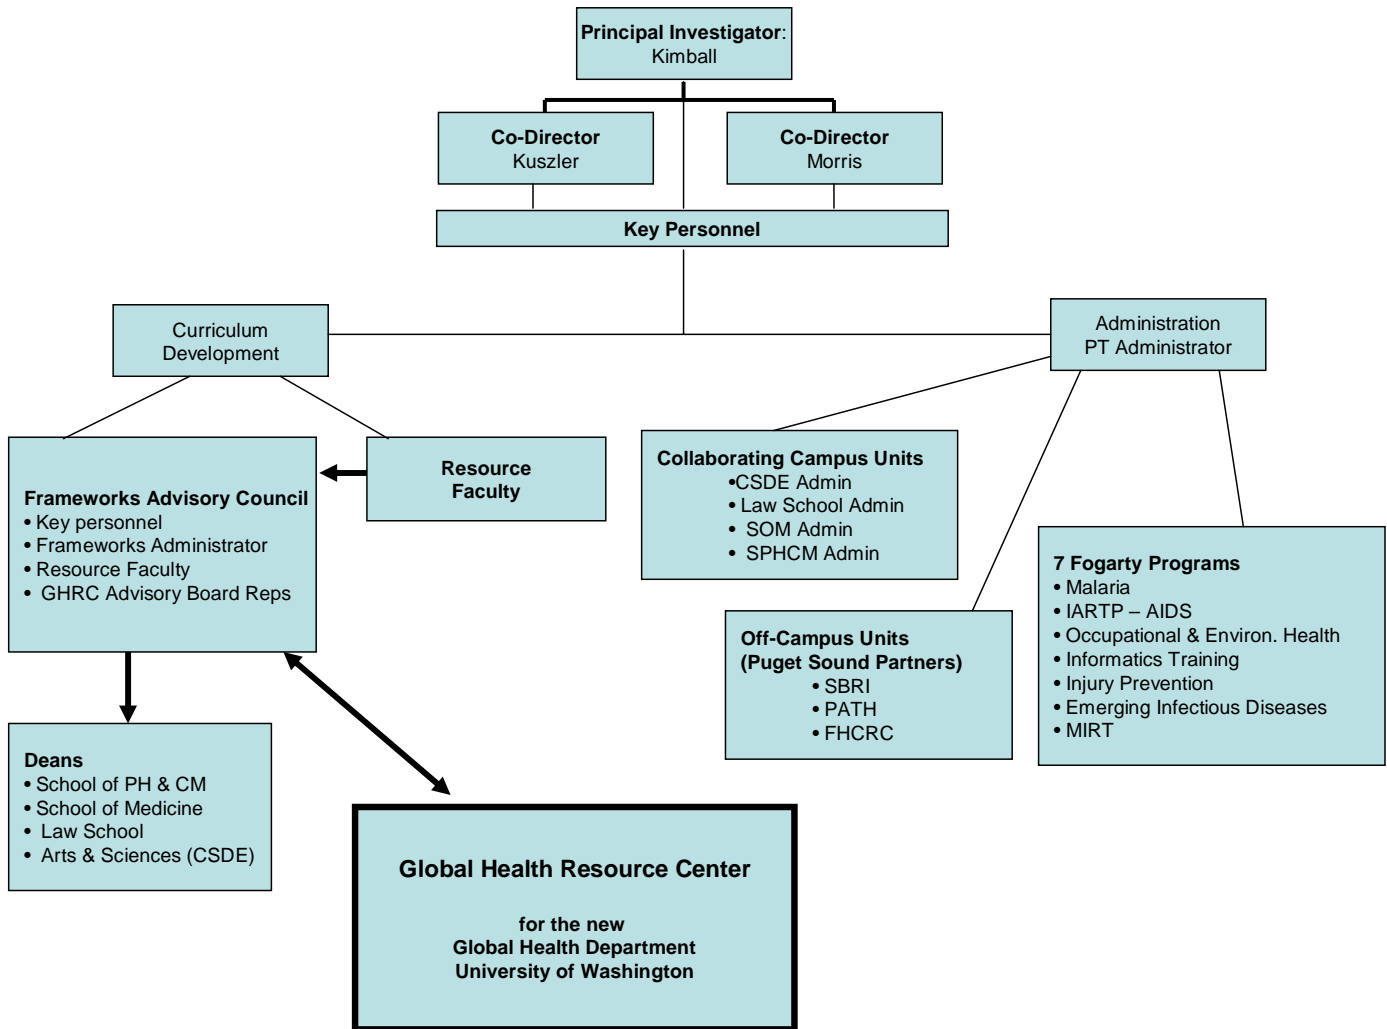 Principal Investigator:
Kimball
Co-Director
Kuszler
Co-Director
Morris
Key Personnel
Curriculum
Development
Administration
PT Administrator
Frameworks Advisory Council
• Key personnel
• Frameworks Administrator
• Resource Faculty
• GHRC Advisory Board Reps
Resource
Faculty
Collaborating Campus Units
•CSDE Admin
• Law School Admin
• SOM Admin
• SPHCM Admin
Off-Campus Units
(Puget Sound Partners)
• SBRI
• PATH
• FHCRC
7 Fogarty Programs
• Malaria
• IARTP – AIDS
• Occupational & Environ. Health
• Informatics Training
• Injury Prevention
• Emerging Infectious Diseases
• MIRT
Deans
• School of PH & CM
• School of Medicine
• Law School
• Arts & Sciences (CSDE)
Global Health Resource Center
for the new
Global Health Department
University of Washington